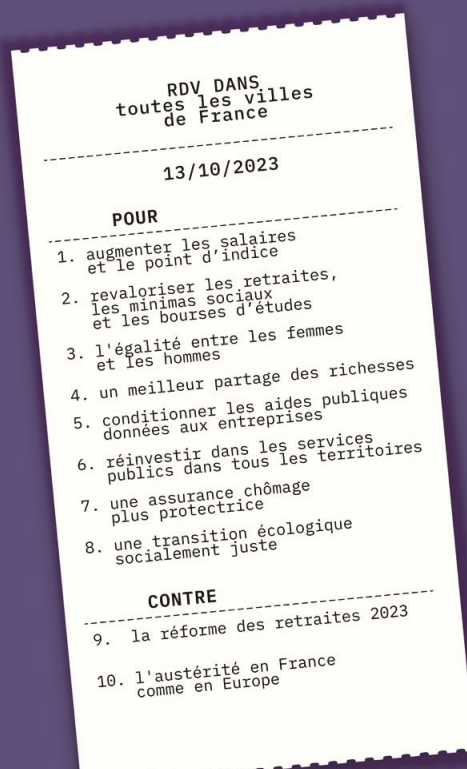 RDV DANS
toutes les villes
de France
13/10/2023
POUR
1. augmenter les salaires
et le point d'indice
2. revaloriser les retraites,
les minimas sociaux
et les bourses d'études
3. l'égalité entre les femmes
et les hommes
4. un meilleur partage des richesses
5. conditionner les aides publiques
données aux entreprises
6. réinvestir dans les services
publics dans tous les territoires
7. une assurance chômage
plus protectrice
8. une transition écologique
socialement juste
CONTRE
9. la réforme des retraites 2023
10. l'austérité en France
comme en Europe